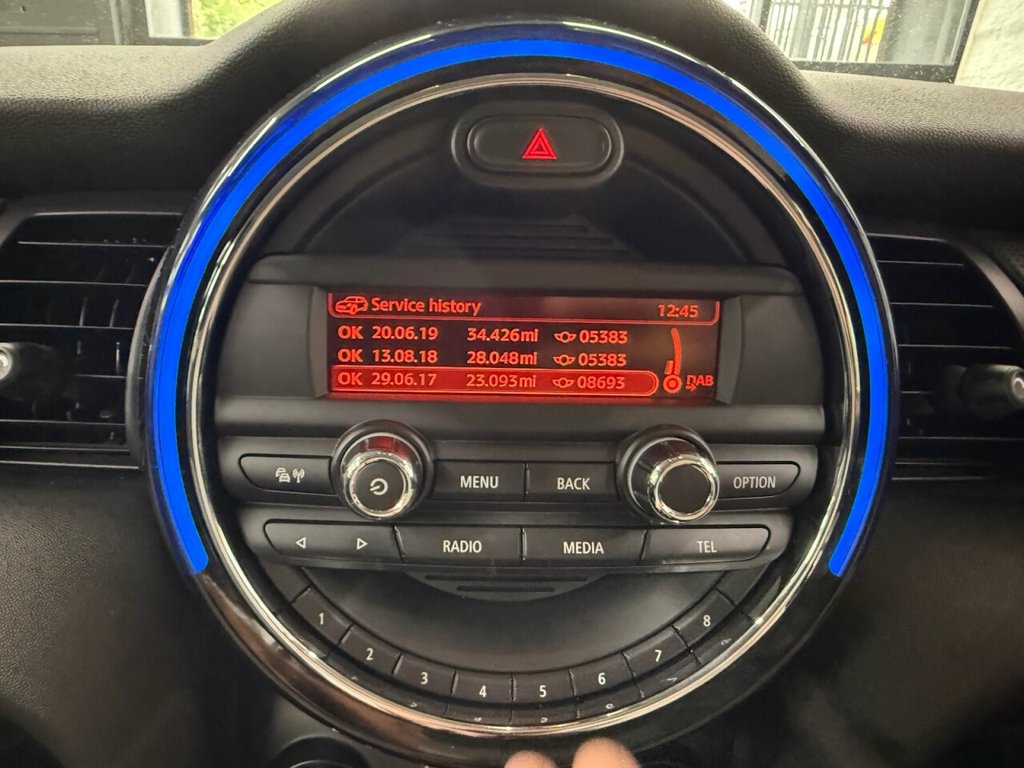 Service history 12:45
OK 20.06.19 34.426mi 05383
OK 13.08.18 28.048mi 05383
OK 29.06.17 23.093mi 08693
DAB
MENU BACK OPTION
RADIO MEDIA TEL
1 2 3 4 5 6 7 8